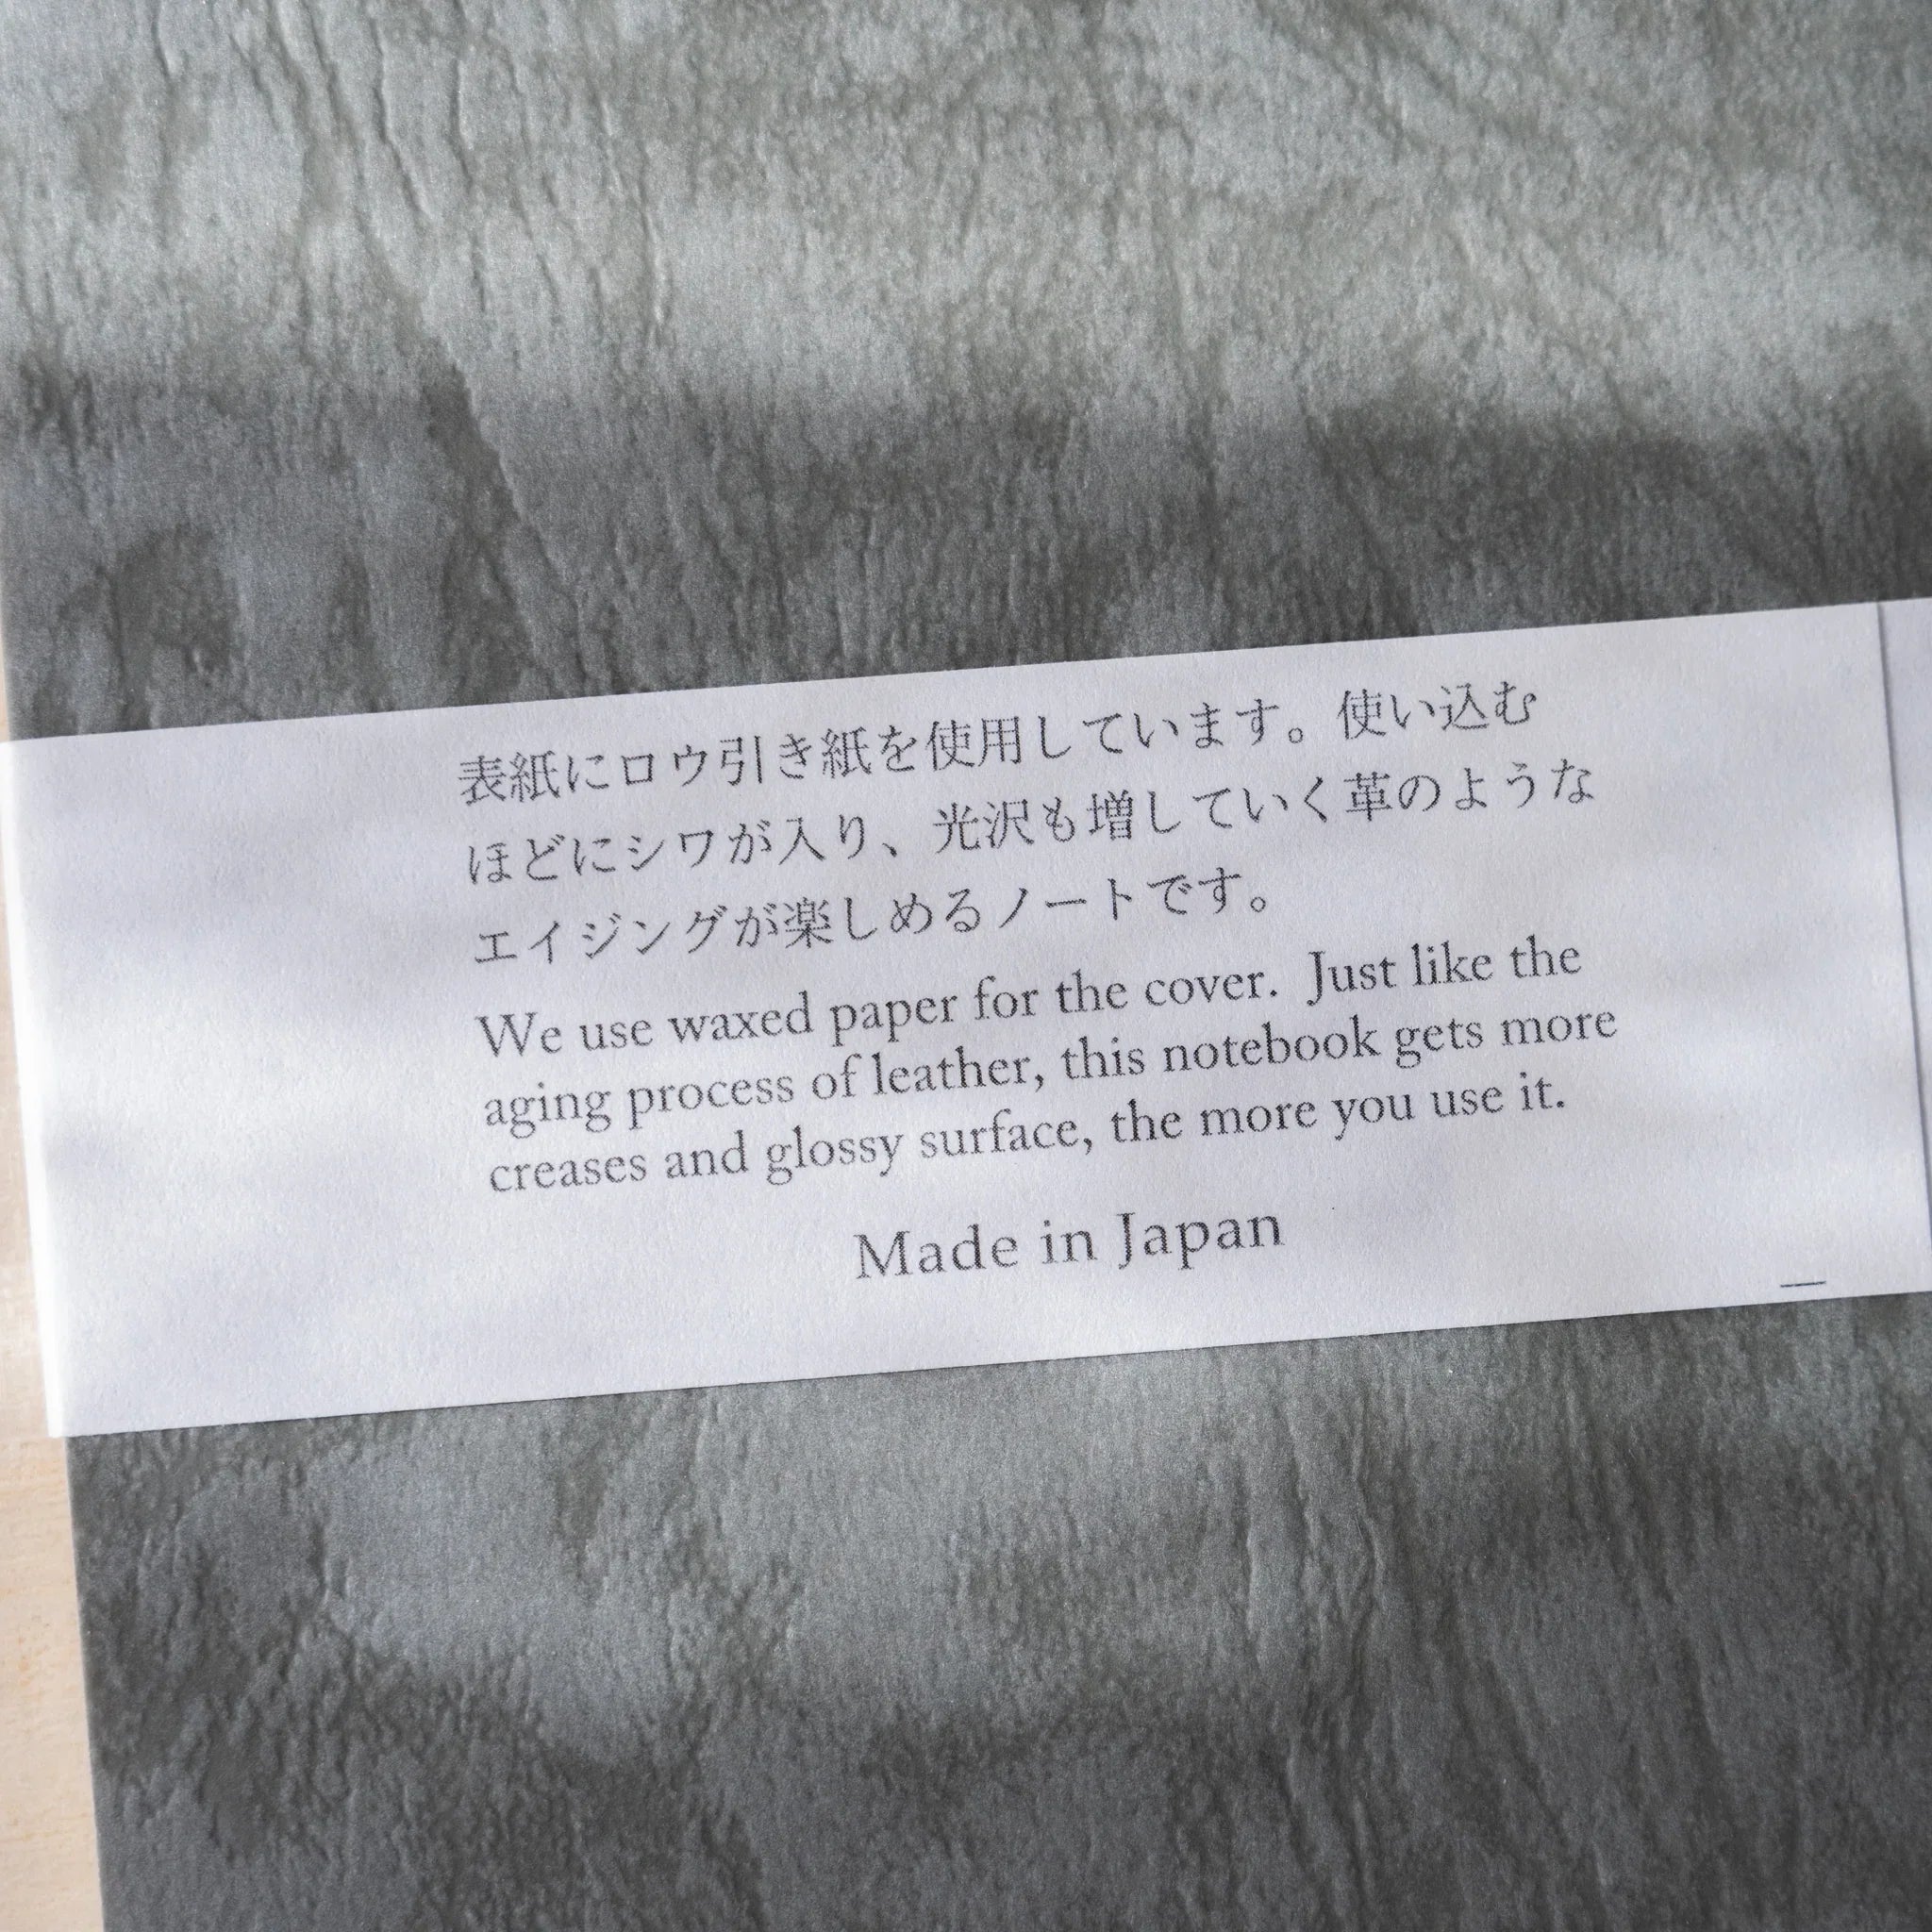 表紙にロウ引き紙を使用しています。使い込む
ほどにシワが入り、光沢も増していく革のような
エイジングが楽しめるノートです。
We use waxed paper for the cover. Just like the
aging process of leather, this notebook gets more
creases and glossy surface, the more you use it.
Made in Japan